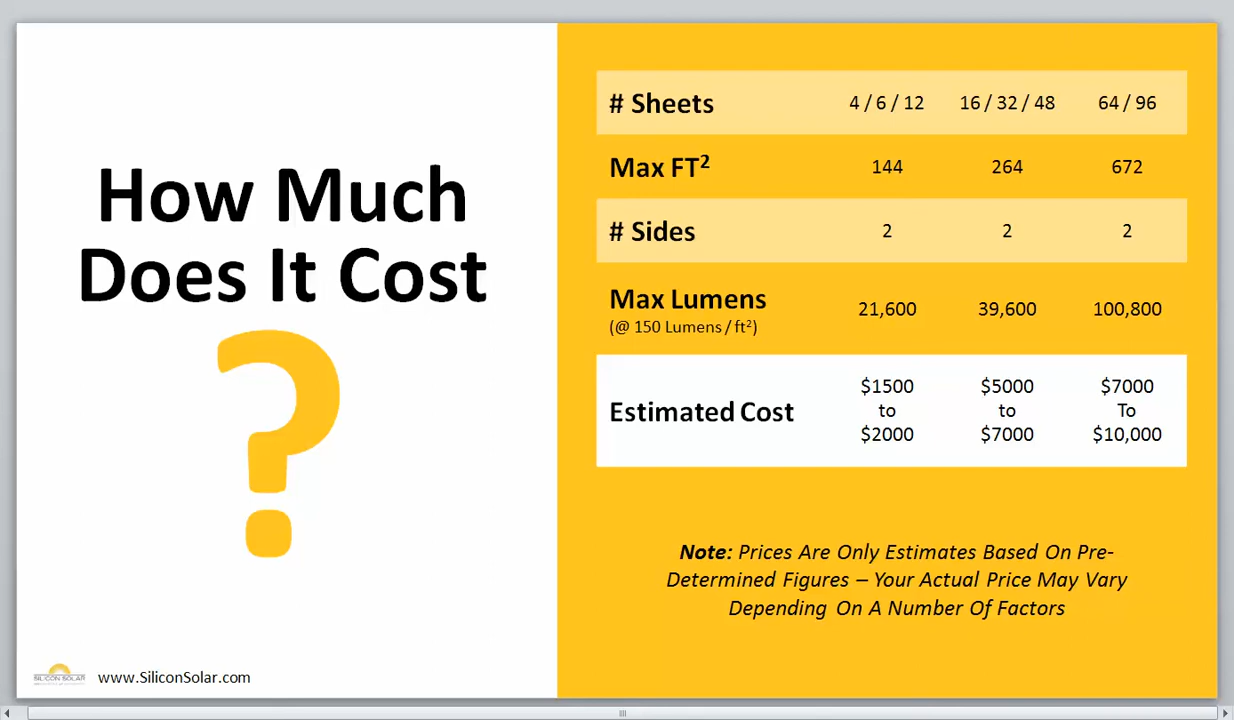 How Much
Does It Cost
?
# Sheets 4 / 6 / 12 16 / 32 / 48 64 / 96
Max FT² 144 264 672
# Sides 2 2 2
Max Lumens 21,600 39,600 100,800
(@ 150 Lumens / ft²)
Estimated Cost $1500 to $2000 $5000 to $7000 $7000 To $10,000
Note: Prices Are Only Estimates Based On Pre-
Determined Figures – Your Actual Price May Vary
Depending On A Number Of Factors
SILICON SOLAR
www.SiliconSolar.com